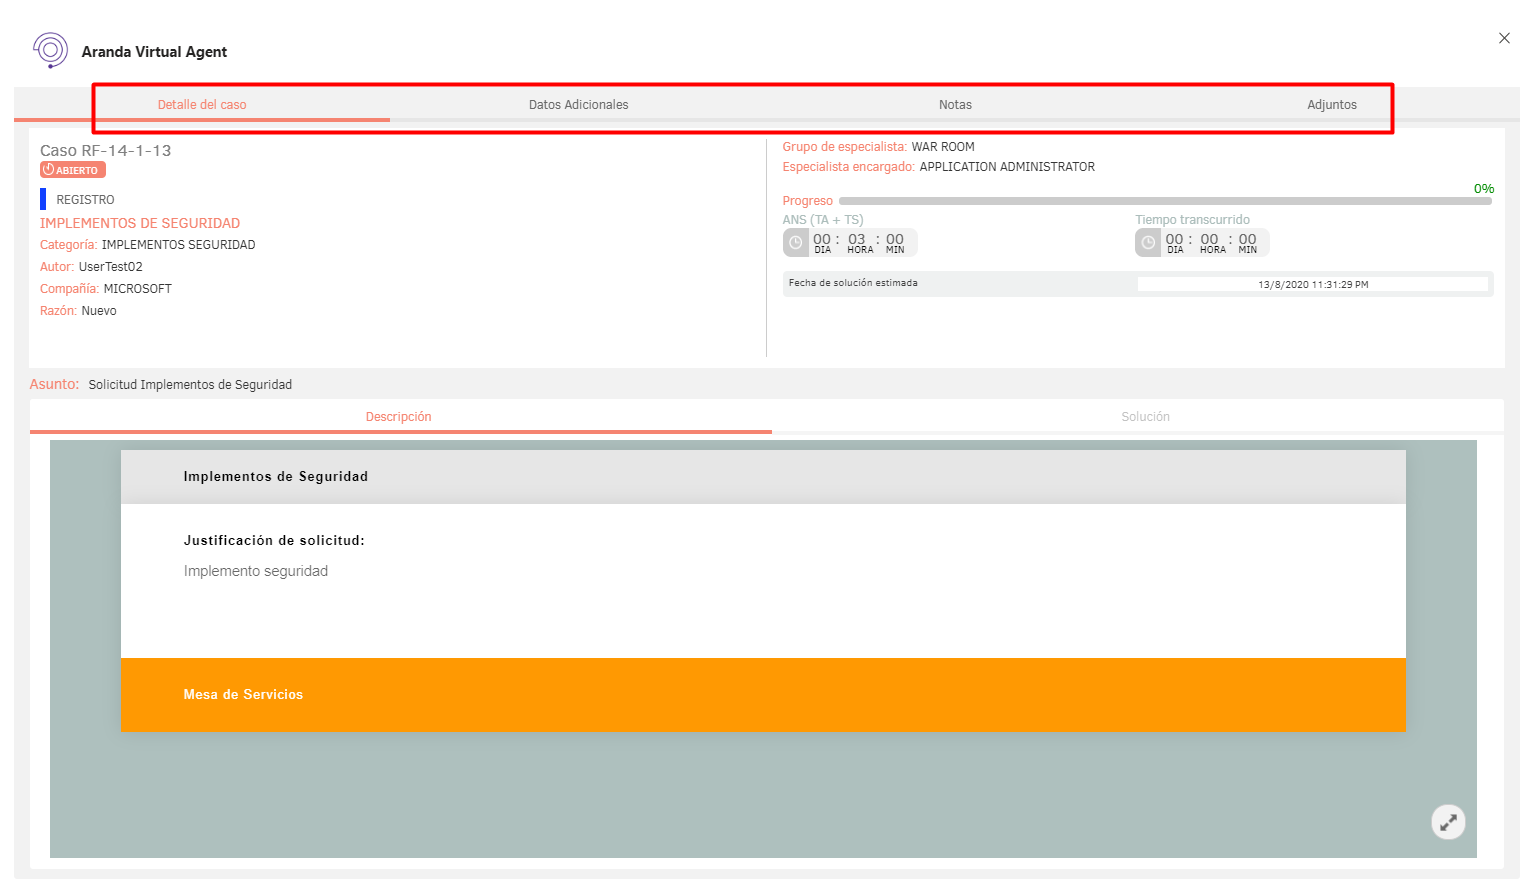 Aranda Virtual Agent
Detalle del caso Datos Adicionales Notas Adjuntos
Caso RF-14-1-13
ABIERTO
REGISTRO
IMPLEMENTOS DE SEGURIDAD
Categoría: IMPLEMENTOS SEGURIDAD
Autor: UserTest02
Compañía: MICROSOFT
Razón: Nuevo
Grupo de especialista: WAR ROOM
Especialista encargado: APPLICATION ADMINISTRATOR
0%
Progreso
ANS (TA + TS) Tiempo transcurrido
00 : 03 : 00 00 : 00 : 00
DIA HORA MIN DIA HORA MIN
Fecha de solución estimada 13/8/2020 11:31:29 PM
Asunto: Solicitud Implementos de Seguridad
Descripción Solución
Implementos de Seguridad
Justificación de solicitud:
Implemento seguridad
Mesa de Servicios